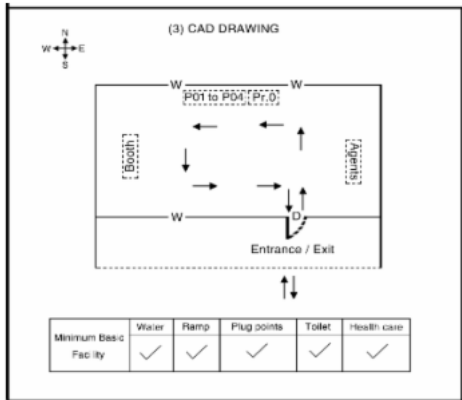 (3) CAD DRAWING
N
W E
S
W W
P01 to P04 Pr.0
Booth
Agents
W D
Entrance / Exit
Minimum Basic Facility
Water Ramp Plug points Toilet Health care